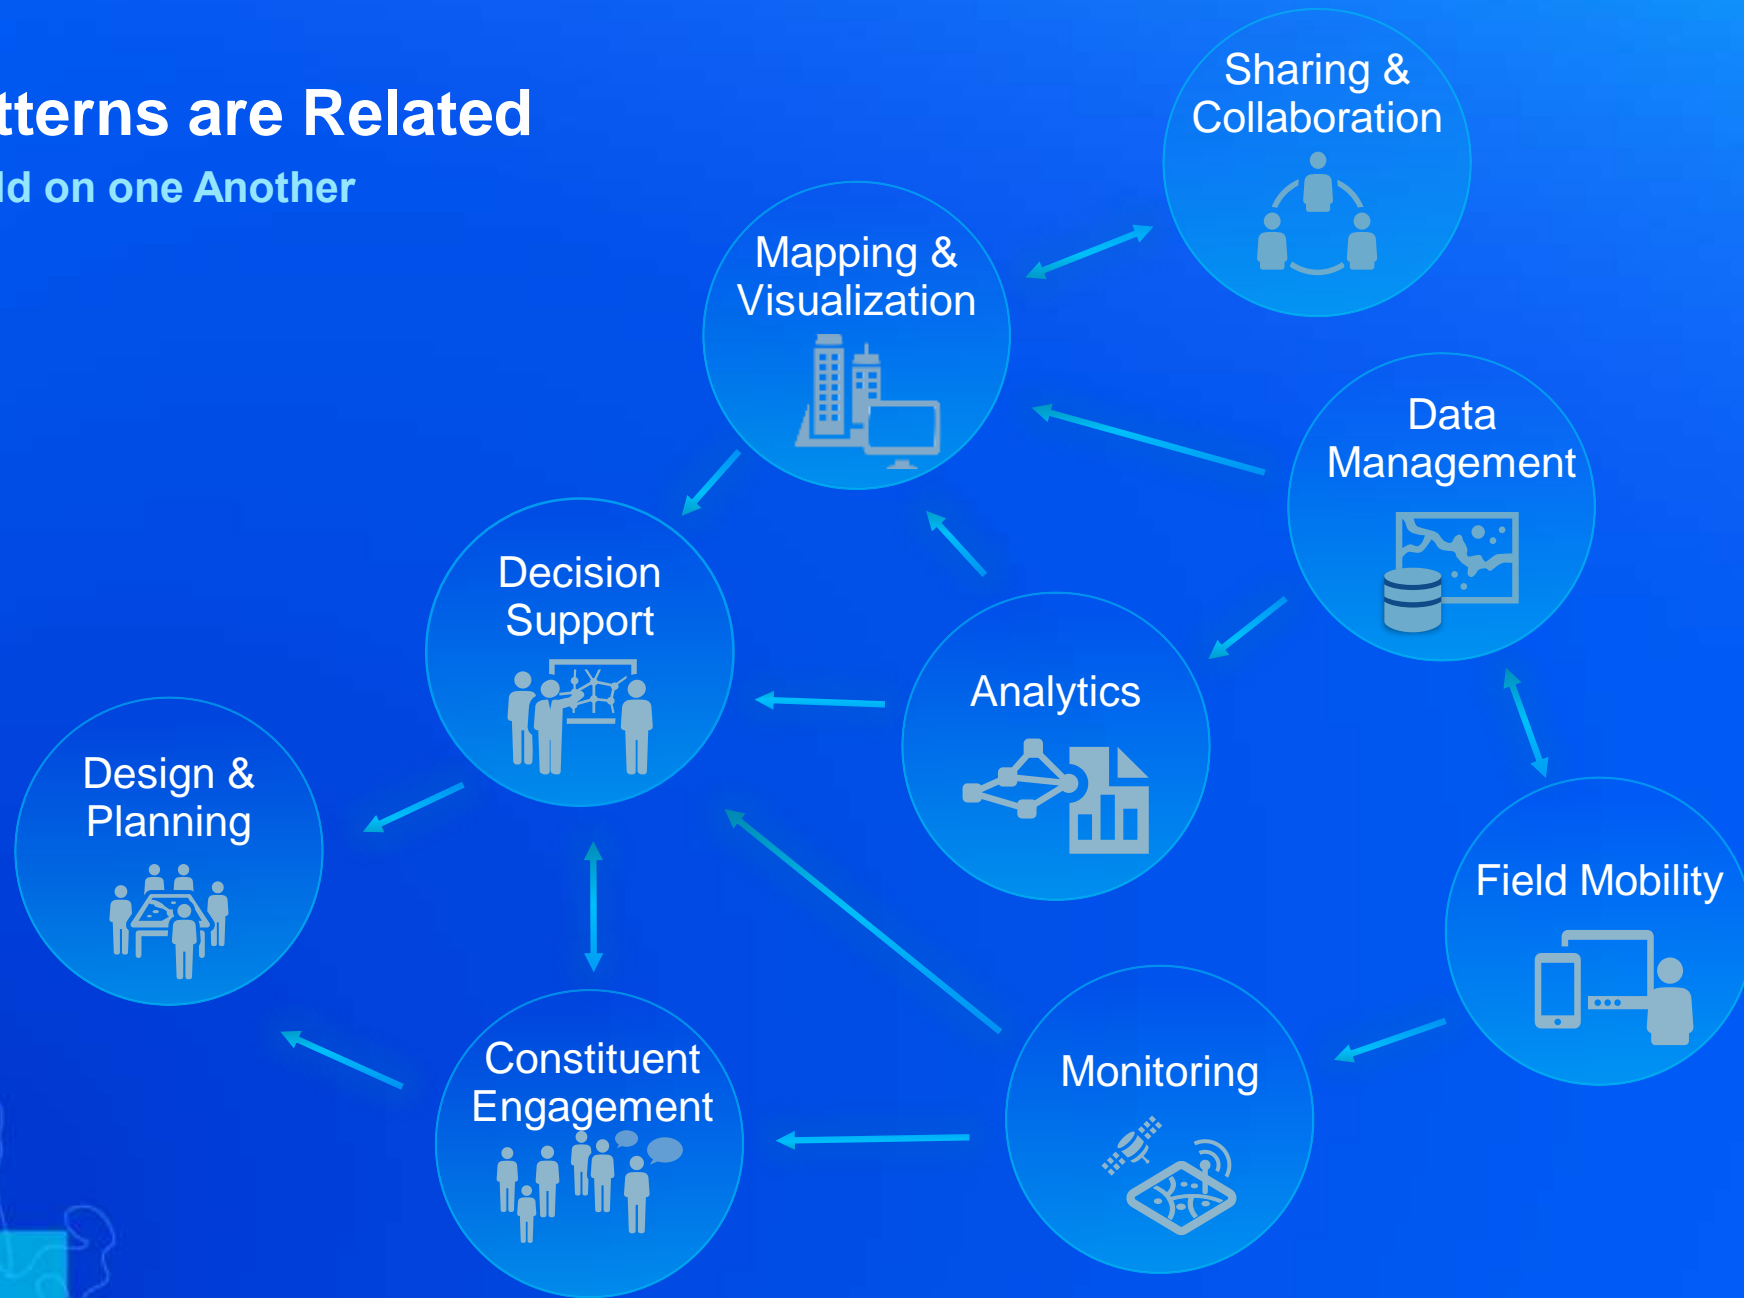 tterns are Related
ld on one Another
Sharing &
Collaboration
Mapping &
Visualization
Data
Management
Decision
Support
Analytics
Design &
Planning
Field Mobility
Constituent
Engagement
Monitoring